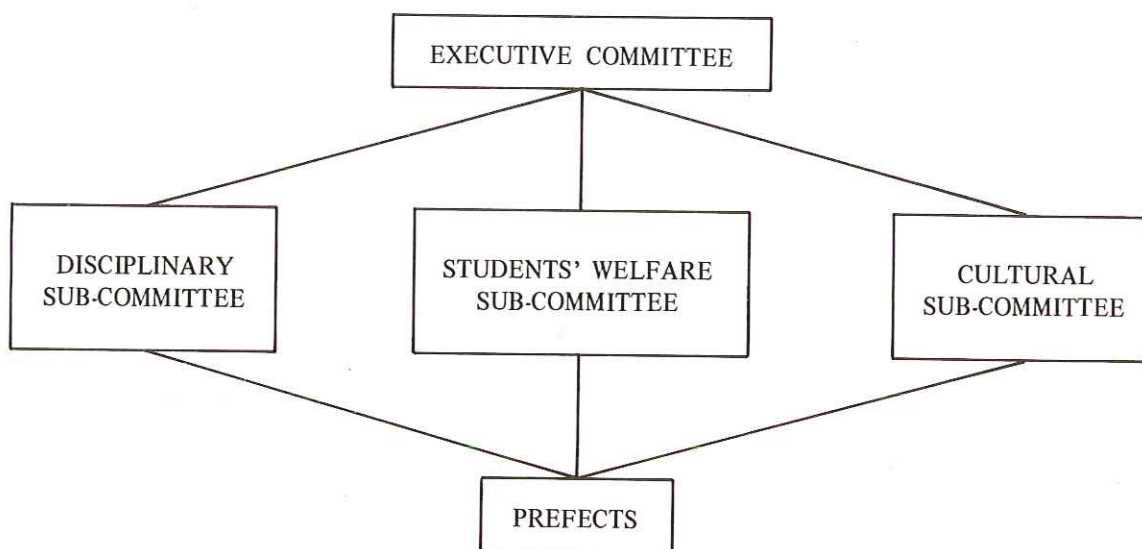 EXECUTIVE COMMITTEE
DISCIPLINARY
SUB-COMMITTEE
STUDENTS’ WELFARE
SUB-COMMITTEE
CULTURAL
SUB-COMMITTEE
PREFECTS